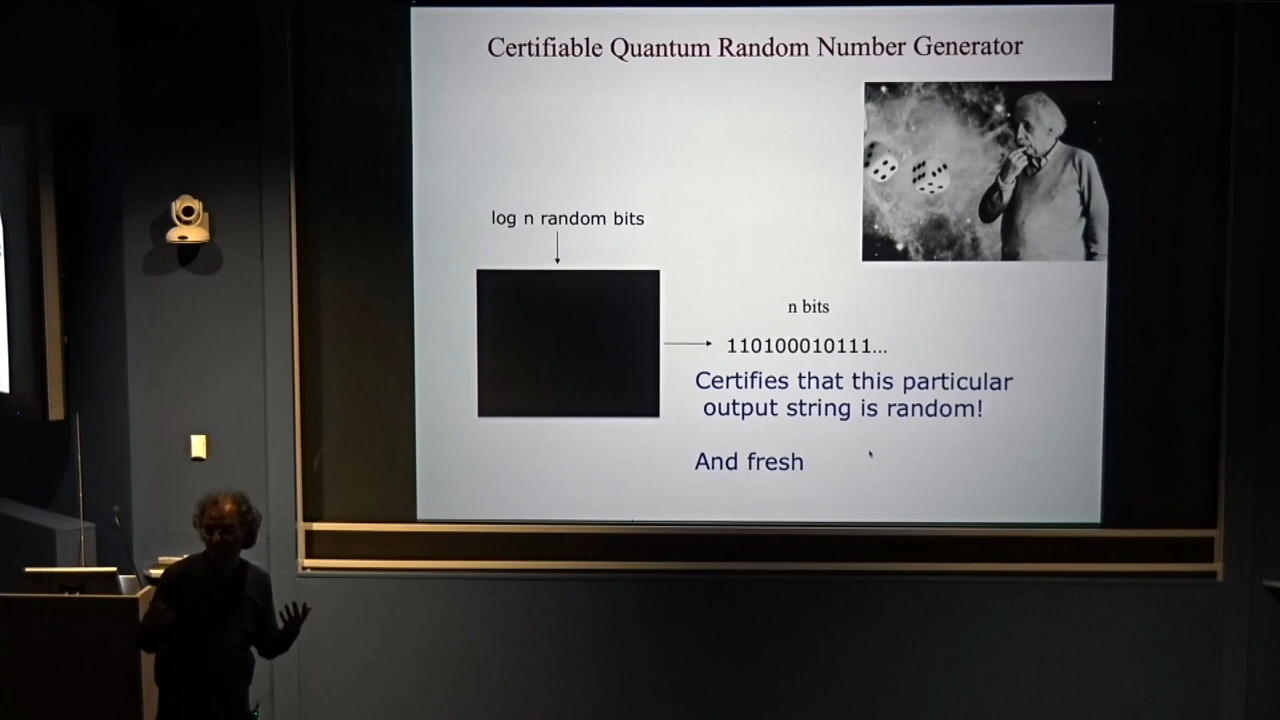 Certifiable Quantum Random Number Generator
log n random bits
n bits
110100010111...
Certifies that this particular
output string is random!
And fresh